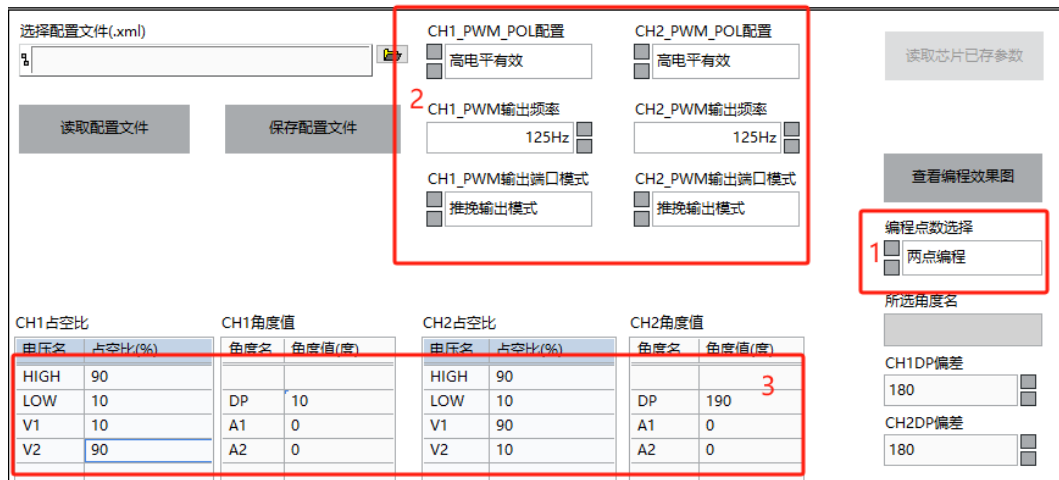 选择配置文件(.xml)
CH1_PWM_POL配置
CH2_PWM_POL配置
高电平有效
高电平有效
读取芯片已存参数
2
读取配置文件
保存配置文件
CH1_PWM输出频率
CH2_PWM输出频率
125Hz
125Hz
CH1_PWM输出端口模式
CH2_PWM输出端口模式
推挽输出模式
推挽输出模式
查看编程效果图
编程点数选择
1
两点编程
所选角度名
CH1占空比
CH1角度值
CH2占空比
CH2角度值
电压名 占空比(%) 角度名 角度值(度) 电压名 占空比(%) 角度名 角度值(度)
HIGH 90 HIGH 90
LOW 10 DP 10 LOW 10 DP 190
V1 10 A1 0 V1 90 A1 0
V2 90 A2 0 V2 10 A2 0
3
CH1DP偏差
180
CH2DP偏差
180